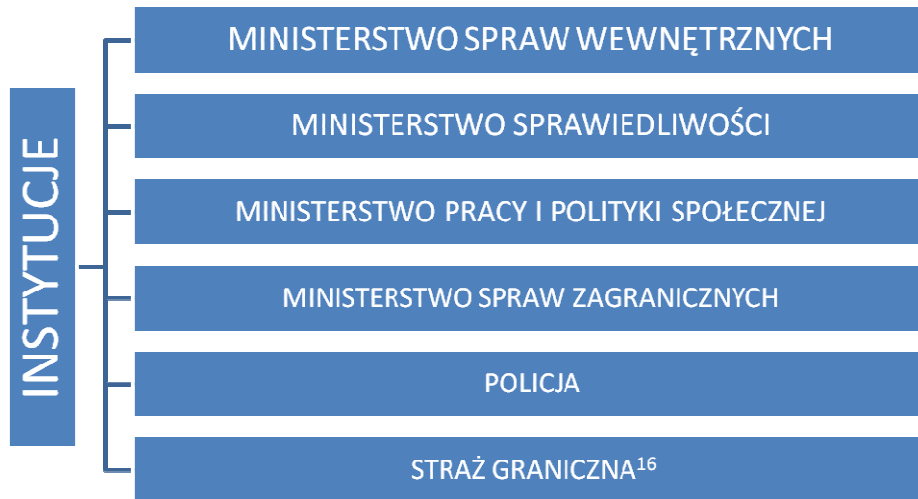 INSTYTUCJE
MINISTERSTWO SPRAW WEWNĘTRZNYCH
MINISTERSTWO SPRAWIEDLIWOŚCI
MINISTERSTWO PRACY I POLITYKI SPOŁECZNEJ
MINISTERSTWO SPRAW ZAGRANICZNYCH
POLICJA
STRAŻ GRANICZNA¹⁶